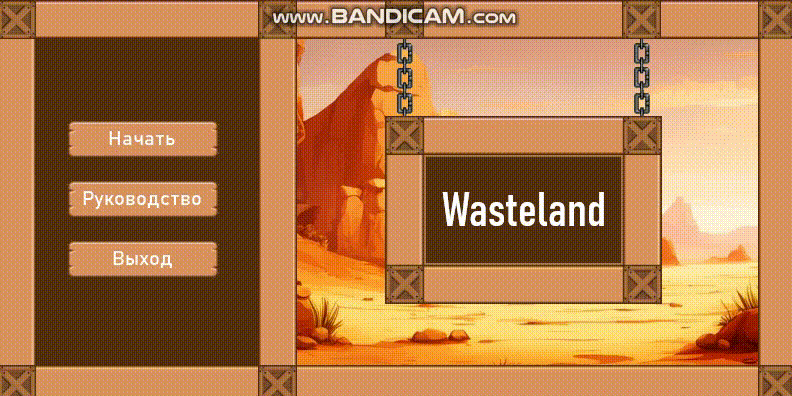 www.BANDICAM.com
Начать
Руководство
Выход
Wasteland